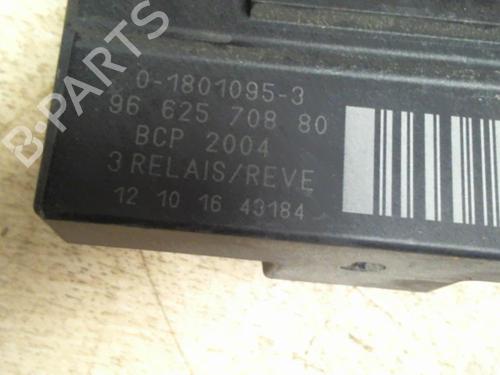 0-1801095-3
96 625 708 80
BCP 2004
3 RELAIS/REVE
12 10 16 43184
B-PARTS